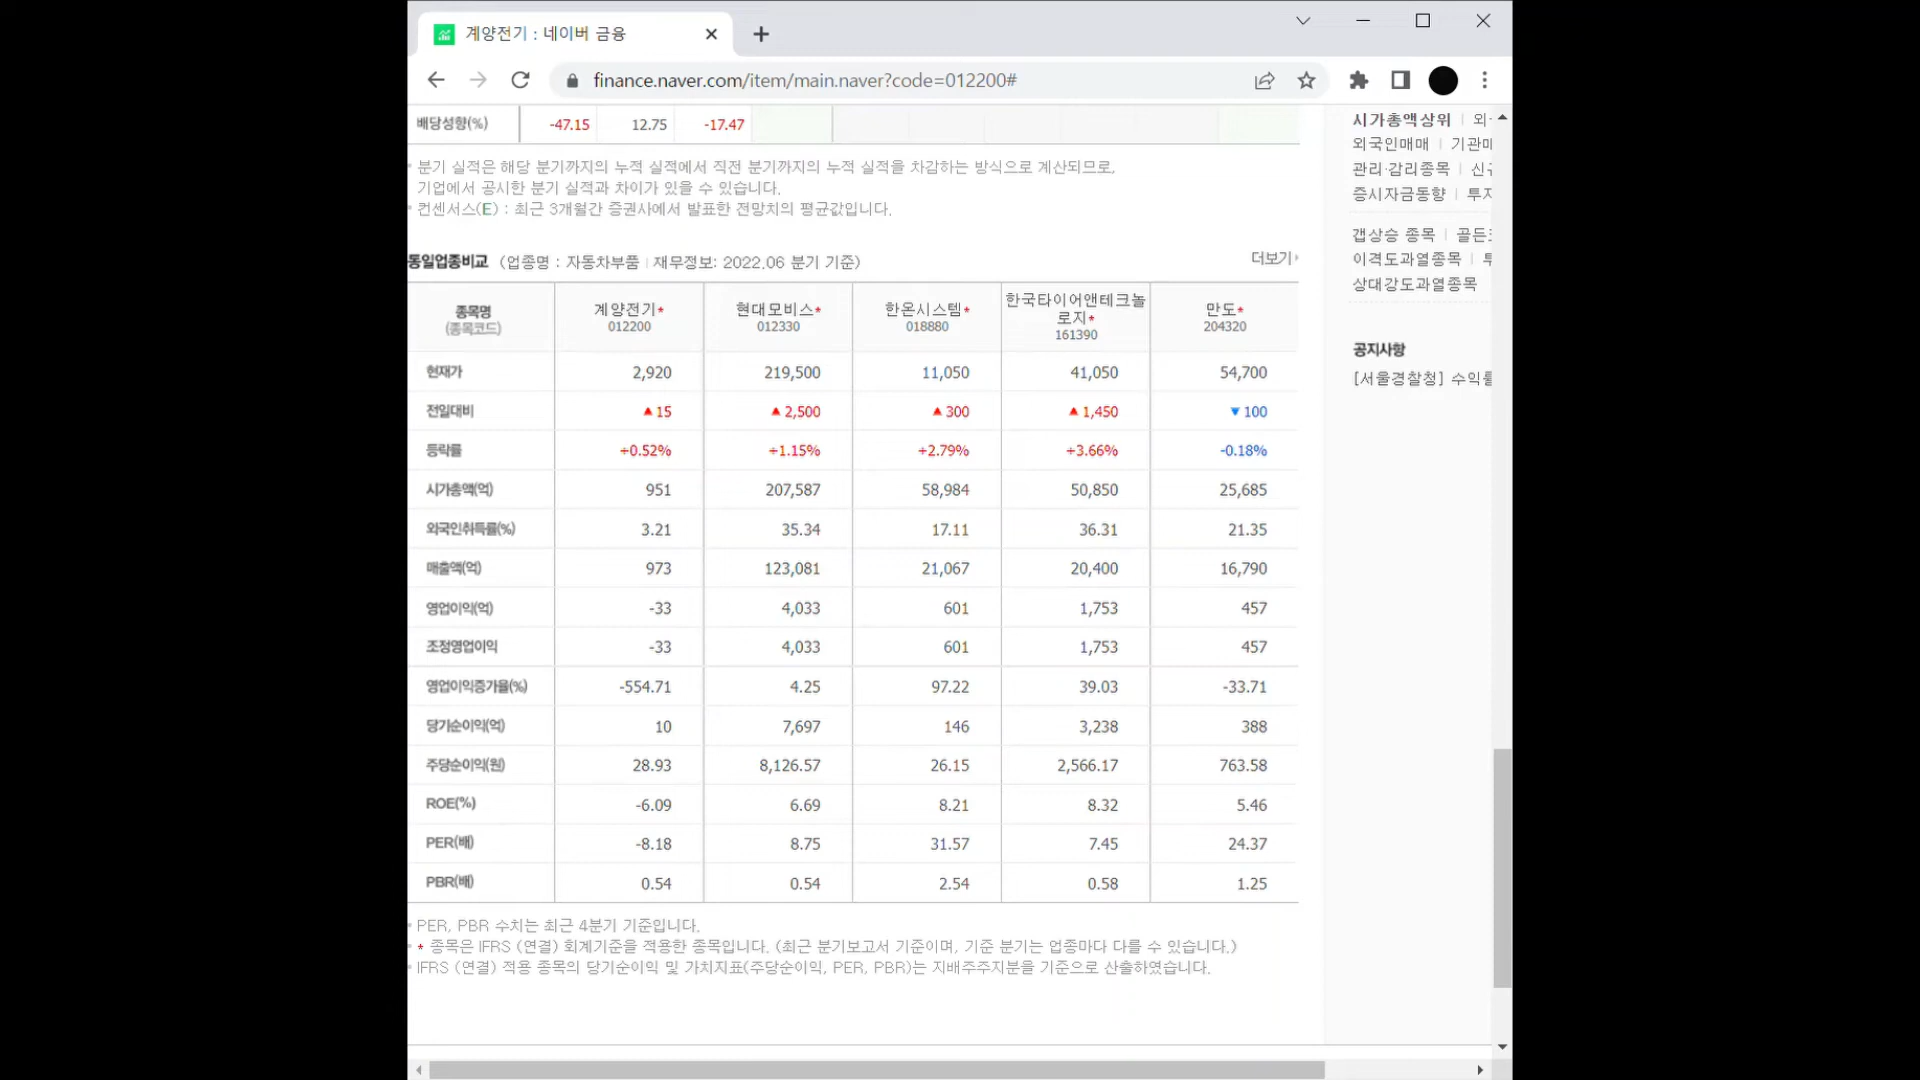 계양전기 : 네이버 금융
finance.naver.com/item/main.naver?code=012200#
배당성향(%) -47.15 12.75 -17.47
분기 실적은 해당 분기까지의 누적 실적에서 직전 분기까지의 누적 실적을 차감하는 방식으로 계산되므로,
기업에서 공시한 분기 실적과 차이가 있을 수 있습니다.
컨센서스(E) : 최근 3개월간 증권사에서 발표한 전망치의 평균값입니다.
동일업종비교 (업종명 : 자동차부품 | 재무정보: 2022.06 분기 기준) 더보기
종목명 계양전기* 현대모비스* 한온시스템* 한국타이어앤테크놀로지* 만도*
(종목코드) 012200 012330 018880 161390 204320
현재가 2,920 219,500 11,050 41,050 54,700
전일대비 ▲15 ▲2,500 ▲300 ▲1,450 ▼100
등락률 +0.52% +1.15% +2.79% +3.66% -0.18%
시가총액(억) 951 207,587 58,984 50,850 25,685
외국인취득률(%) 3.21 35.34 17.11 36.31 21.35
매출액(억) 973 123,081 21,067 20,400 16,790
영업이익(억) -33 4,033 601 1,753 457
조정영업이익 -33 4,033 601 1,753 457
영업이익증가율(%) -554.71 4.25 97.22 39.03 -33.71
당기순이익(억) 10 7,697 146 3,238 388
주당순이익(원) 28.93 8,126.57 26.15 2,566.17 763.58
ROE(%) -6.09 6.69 8.21 8.32 5.46
PER(배) -8.18 8.75 31.57 7.45 24.37
PBR(배) 0.54 0.54 2.54 0.58 1.25
PER, PBR 수치는 최근 4분기 기준입니다.
* 종목은 IFRS (연결) 회계기준을 적용한 종목입니다. (최근 분기보고서 기준이며, 기준 분기는 업종마다 다를 수 있습니다.)
IFRS (연결) 적용 종목의 당기순이익 및 가치지표(주당순이익, PER, PBR)는 지배주주지분을 기준으로 산출하였습니다.
시가총액상위 | 외
외국인매매 | 기관
관리·감리종목 | 신
증시자금동향 | 투자
갭상승 종목 | 골든
이격도과열종목 | 투
상대강도과열종목
공지사항
[서울경찰청] 수익률